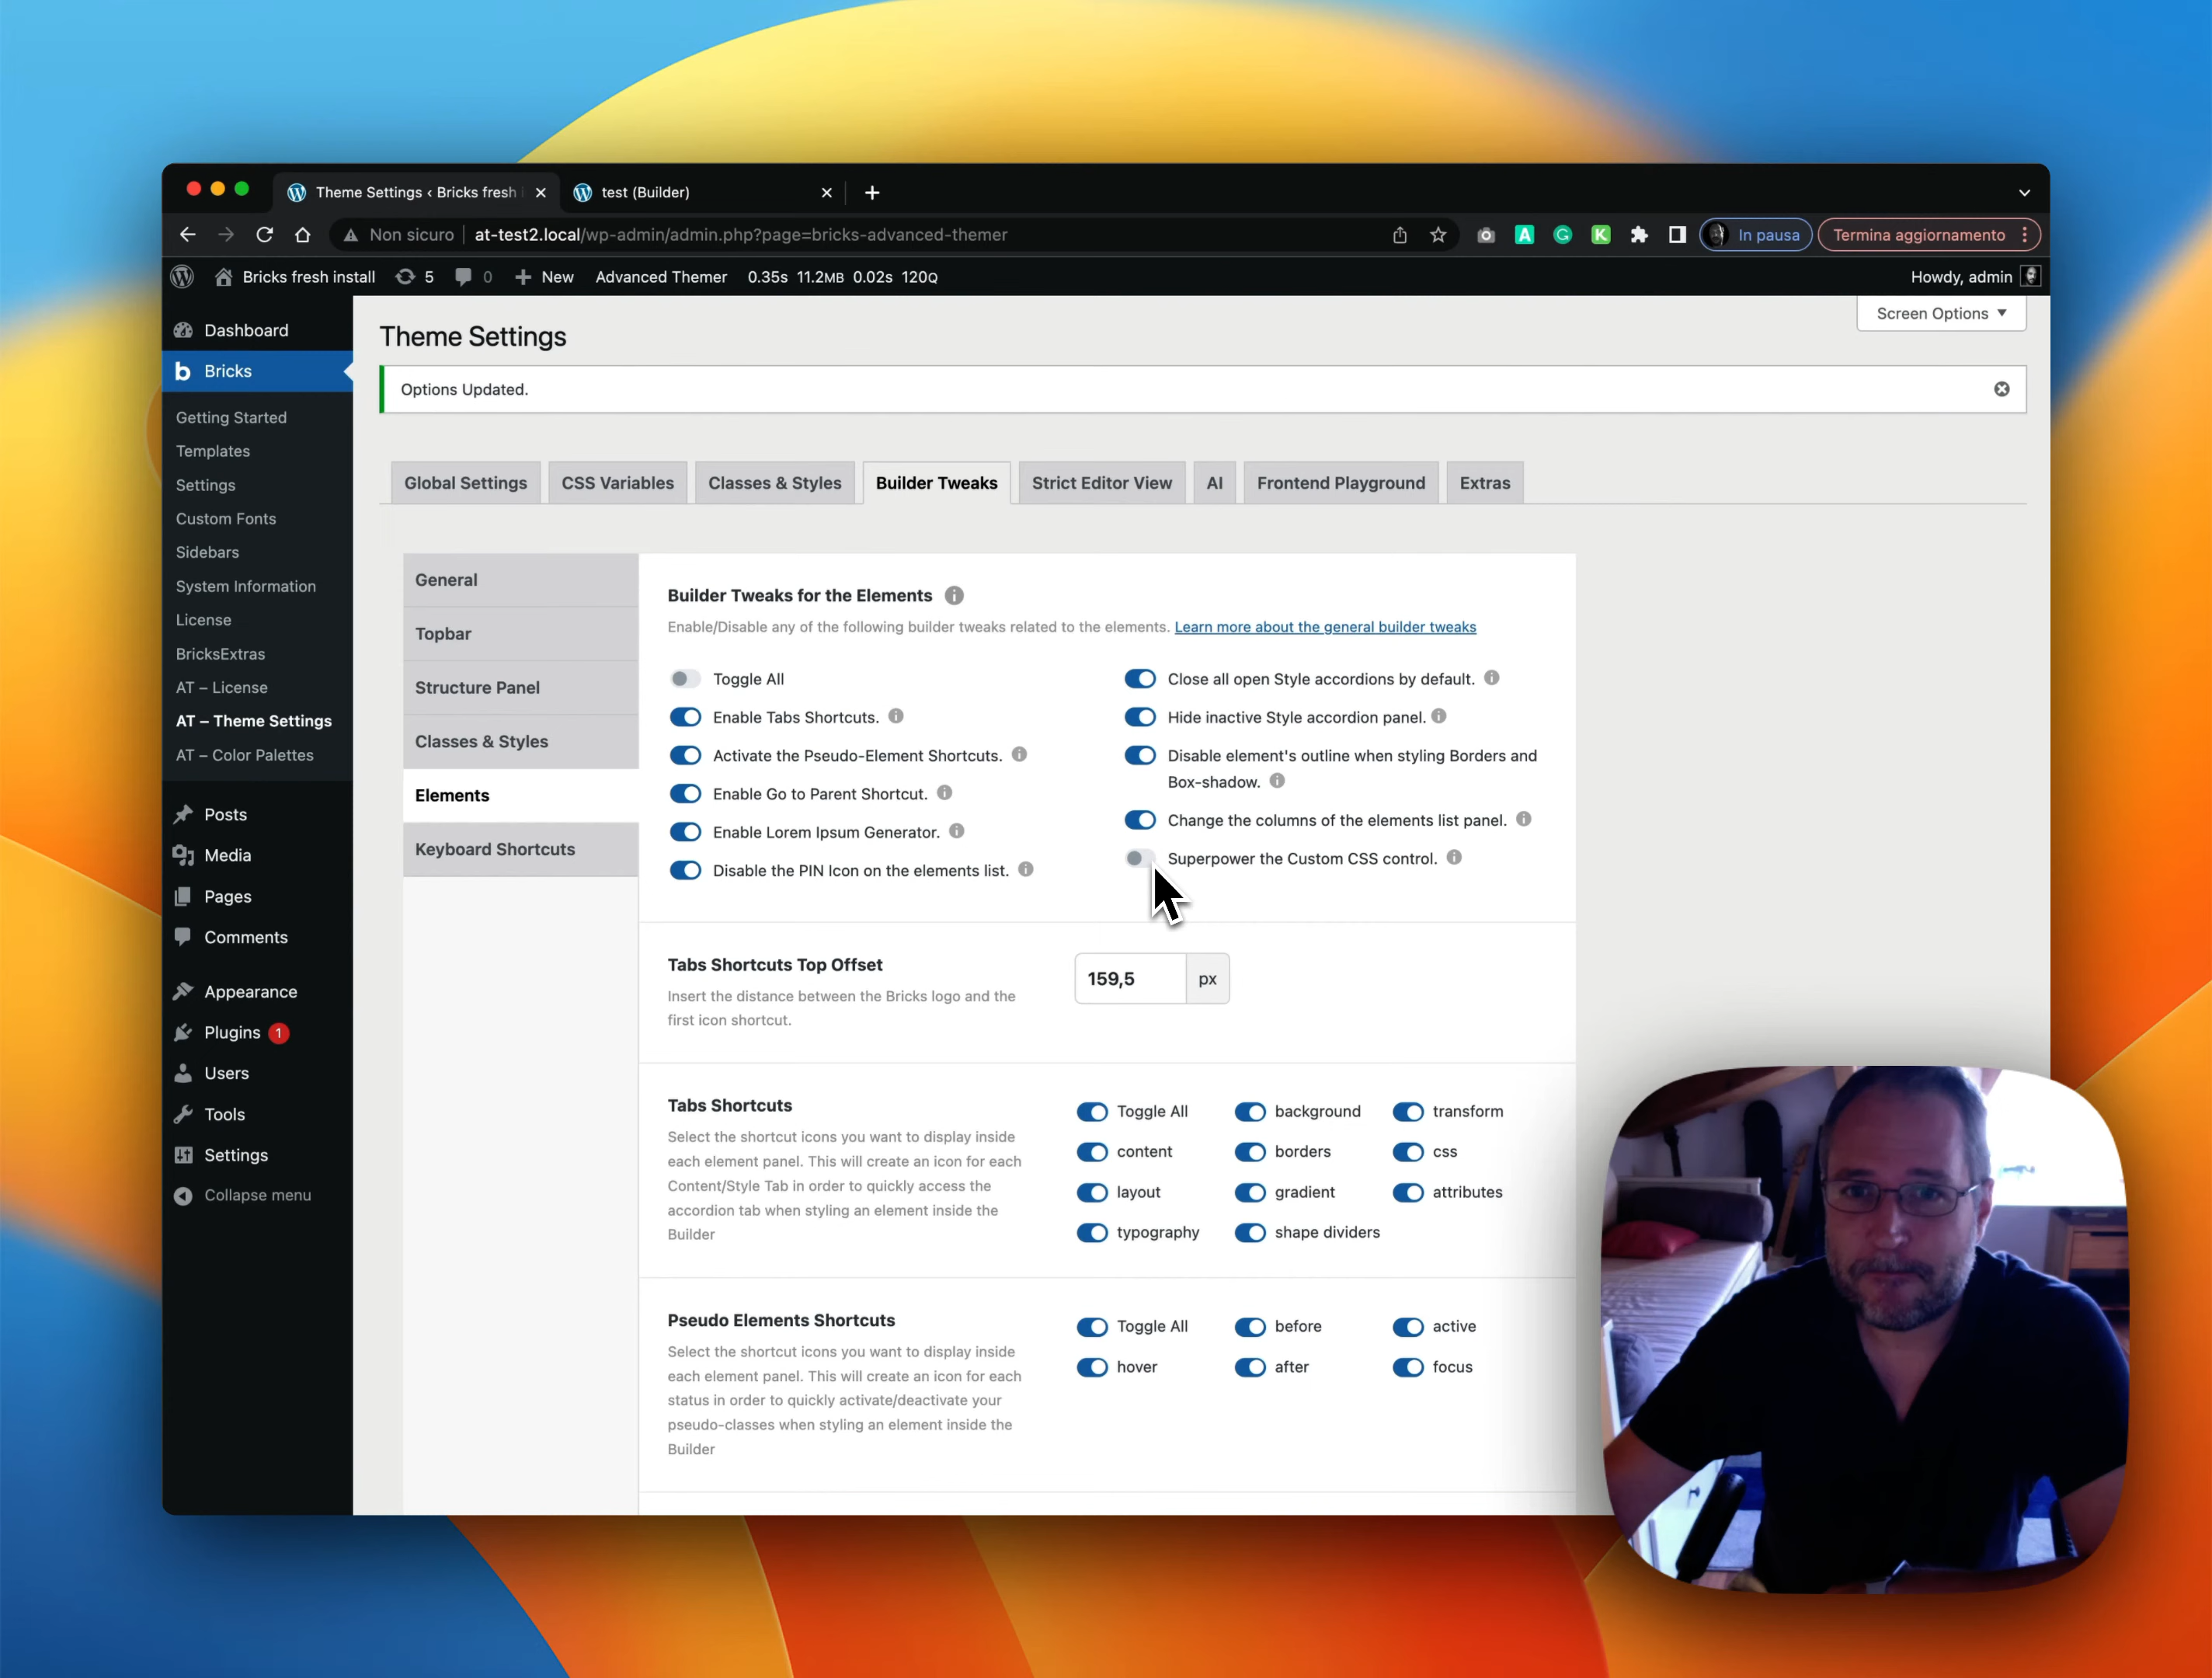 Theme Settings ‹ Bricks fresh i
test (Builder)
Non sicuro
at-test2.local/wp-admin/admin.php?page=bricks-advanced-themer
In pausa
Termina aggiornamento
Bricks fresh install
5
0
New
Advanced Themer
0.35s 11.2MB 0.02s 120Q
Howdy, admin
Dashboard
Bricks
Getting Started
Templates
Settings
Custom Fonts
Sidebars
System Information
License
BricksExtras
AT – License
AT – Theme Settings
AT – Color Palettes
Posts
Media
Pages
Comments
Appearance
Plugins 1
Users
Tools
Settings
Collapse menu
Screen Options
Theme Settings
Options Updated.
Global Settings
CSS Variables
Classes & Styles
Builder Tweaks
Strict Editor View
AI
Frontend Playground
Extras
General
Topbar
Structure Panel
Classes & Styles
Elements
Keyboard Shortcuts
Builder Tweaks for the Elements
Enable/Disable any of the following builder tweaks related to the elements. Learn more about the general builder tweaks
Toggle All
Enable Tabs Shortcuts.
Activate the Pseudo-Element Shortcuts.
Enable Go to Parent Shortcut.
Enable Lorem Ipsum Generator.
Disable the PIN Icon on the elements list.
Close all open Style accordions by default.
Hide inactive Style accordion panel.
Disable element's outline when styling Borders and
Box-shadow.
Change the columns of the elements list panel.
Superpower the Custom CSS control.
Tabs Shortcuts Top Offset
Insert the distance between the Bricks logo and the
first icon shortcut.
159,5
px
Tabs Shortcuts
Select the shortcut icons you want to display inside
each element panel. This will create an icon for each
Content/Style Tab in order to quickly access the
accordion tab when styling an element inside the
Builder
Toggle All
background
transform
content
borders
css
layout
gradient
attributes
typography
shape dividers
Pseudo Elements Shortcuts
Select the shortcut icons you want to display inside
each element panel. This will create an icon for each
status in order to quickly activate/deactivate your
pseudo-classes when styling an element inside the
Builder
Toggle All
before
active
hover
after
focus